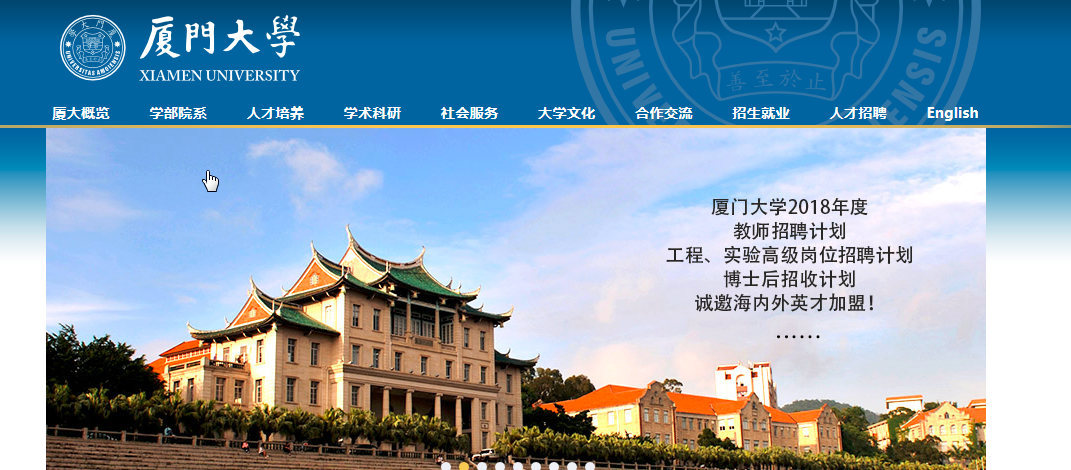 廈門大學
XIAMEN UNIVERSITY
UNIVERSITAS AMOIENSIS
善至於止
厦大概览 学部院系 人才培养 学术科研 社会服务 大学文化 合作交流 招生就业 人才招聘 English
厦门大学2018年度
教师招聘计划
工程、实验高级岗位招聘计划
博士后招收计划
诚邀海内外英才加盟！
……